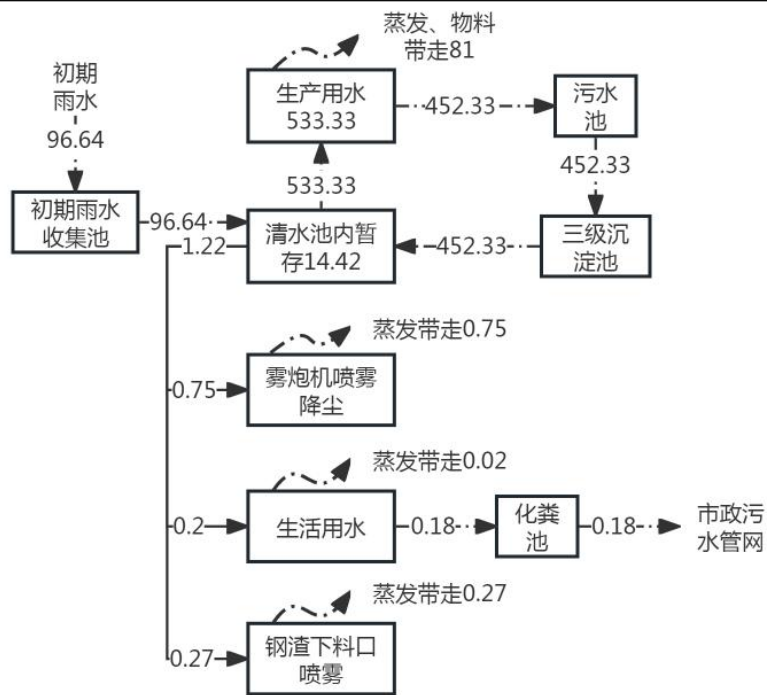 蒸发、物料
带走81
初期
雨水
96.64
生产用水
533.33
452.33
污水
池
533.33
452.33
初期雨水
收集池
96.64
1.22
清水池内暂
存14.42
452.33
三级沉
淀池
蒸发带走0.75
0.75
雾炮机喷雾
降尘
蒸发带走0.02
0.2
生活用水
0.18
化粪
池
0.18
市政污
水管网
蒸发带走0.27
0.27
钢渣下料口
喷雾